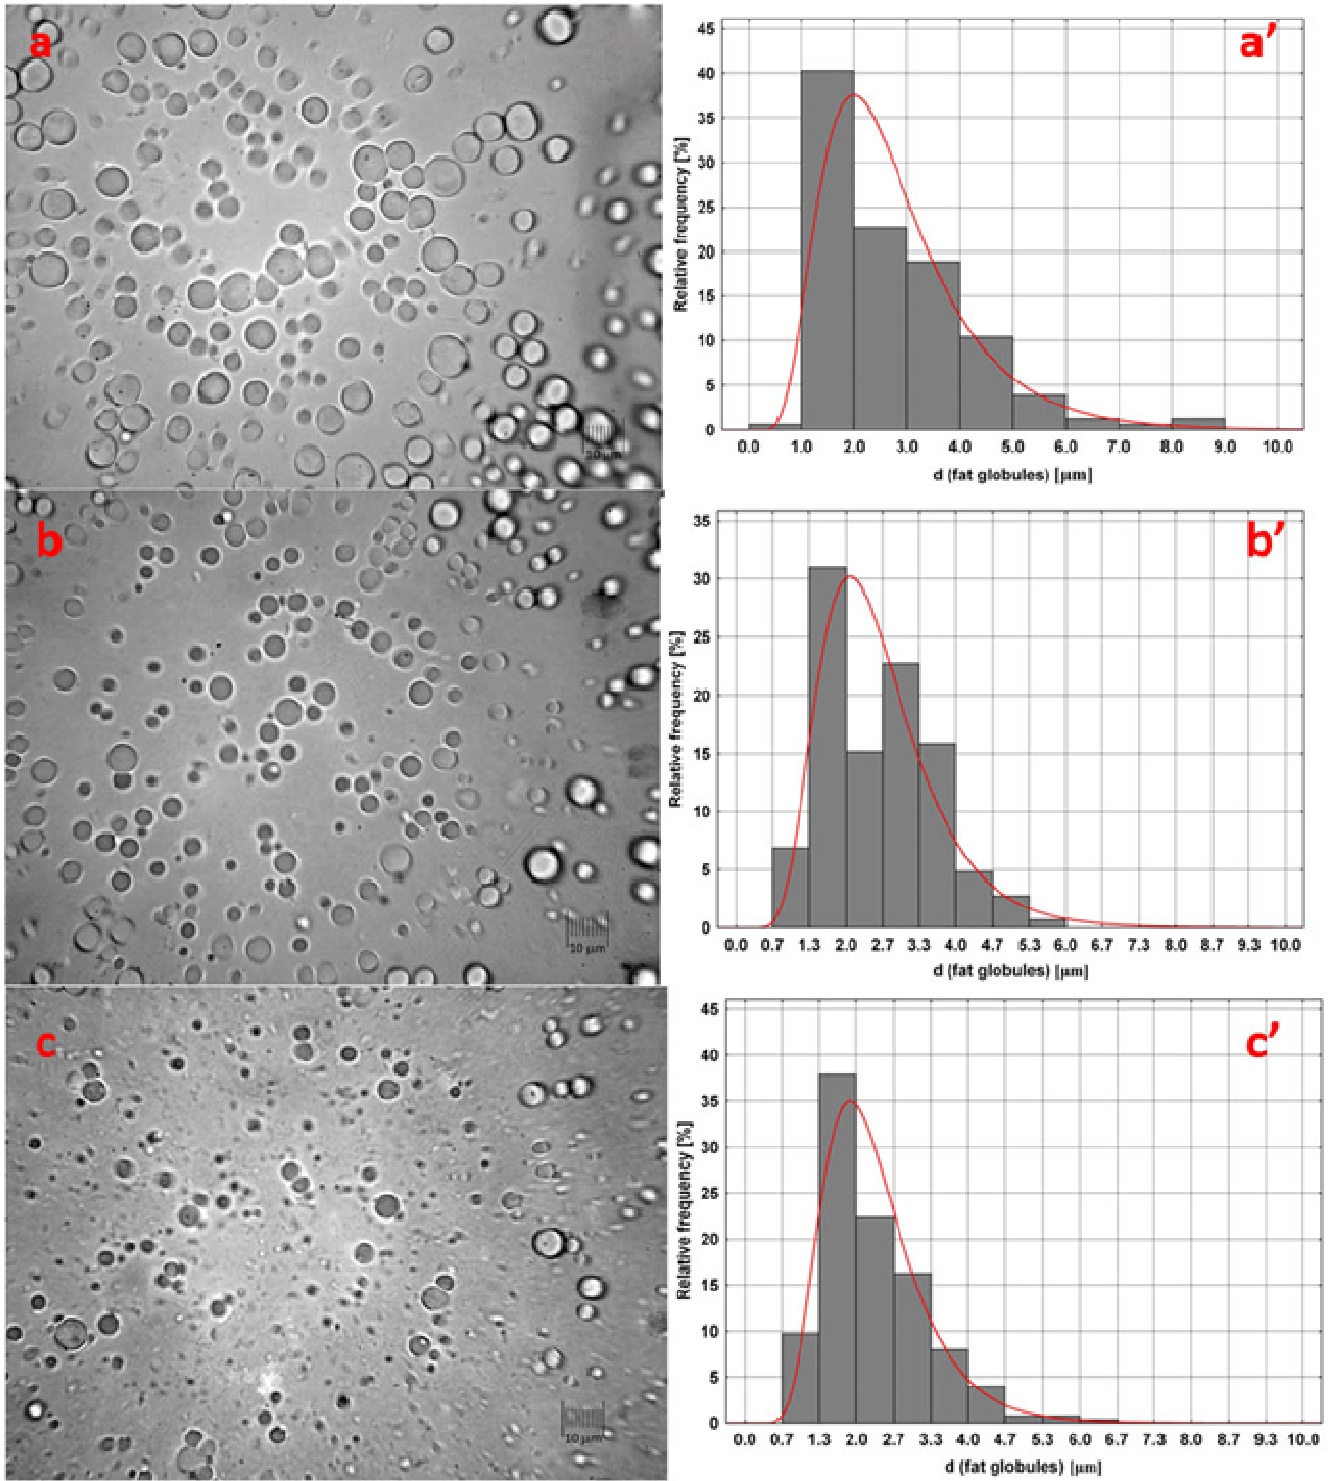 a
10 µm
a’
Relative frequency [%]
45
40
35
30
25
20
15
10
5
0
0.0 1.0 2.0 3.0 4.0 5.0 6.0 7.0 8.0 9.0 10.0
d (fat globules) [µm]
b
10 µm
b’
Relative frequency [%]
35
30
25
20
15
10
5
0
0.0 0.7 1.3 2.0 2.7 3.3 4.0 4.7 5.3 6.0 6.7 7.3 8.0 8.7 9.3 10.0
d (fat globules) [µm]
c
10 µm
c’
Relative frequency [%]
45
40
35
30
25
20
15
10
5
0
0.0 0.7 1.3 2.0 2.7 3.3 4.0 4.7 5.3 6.0 6.7 7.3 8.0 8.7 9.3 10.0
d (fat globules) [µm]